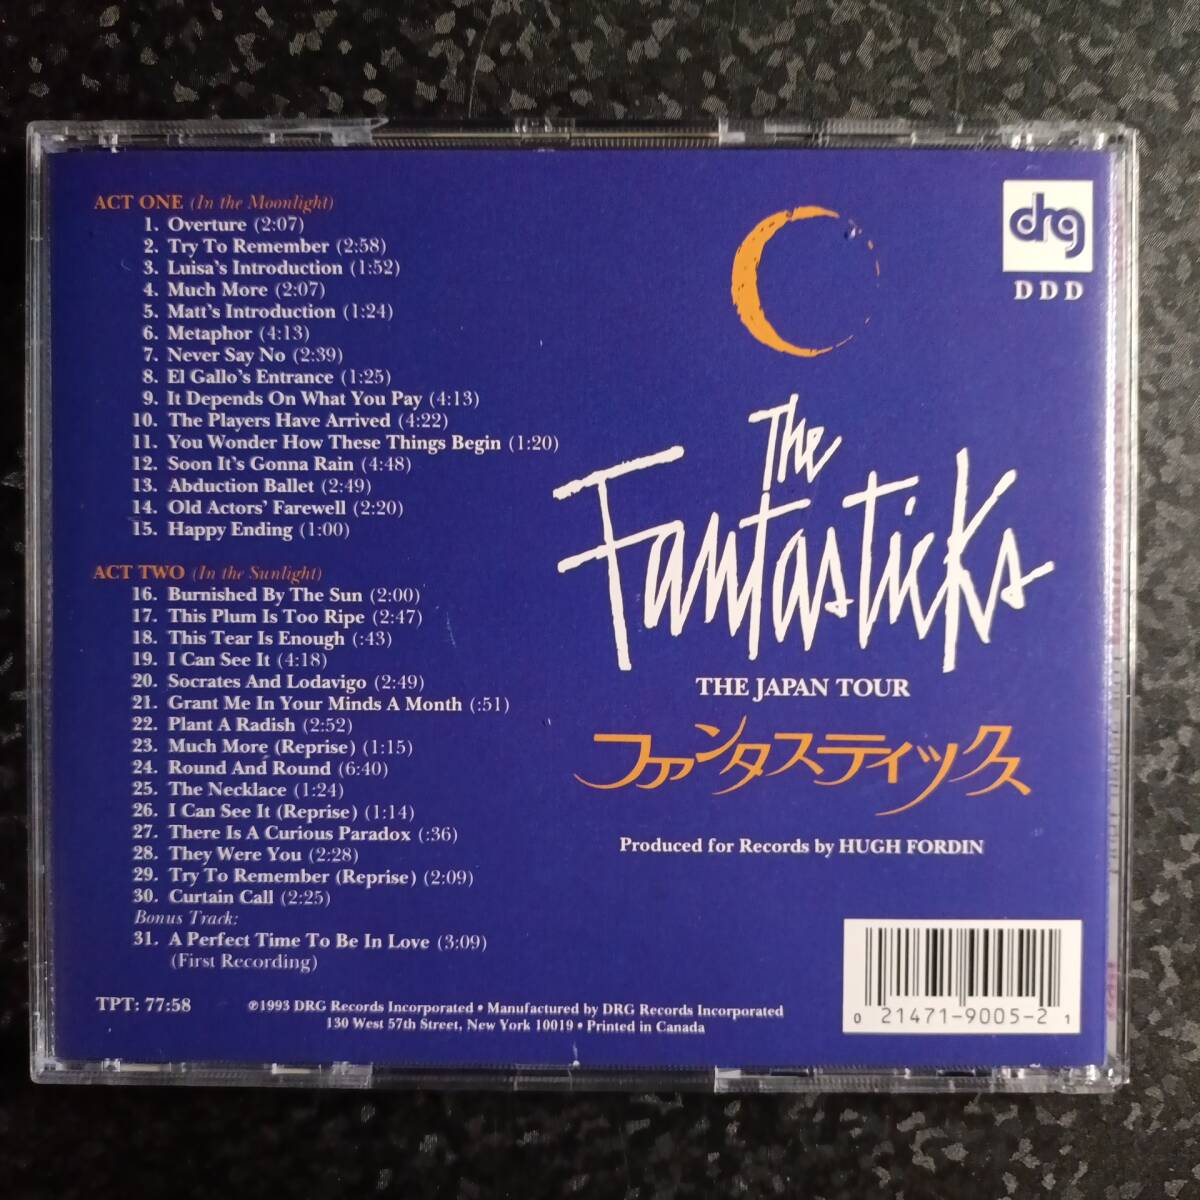 ACT ONE (In the Moonlight)
1. Overture (2:07)
2. Try To Remember (2:58)
3. Luisa's Introduction (1:52)
4. Much More (2:07)
5. Matt's Introduction (1:24)
6. Metaphor (4:13)
7. Never Say No (2:39)
8. El Gallo's Entrance (1:25)
9. It Depends On What You Pay (4:13)
10. The Players Have Arrived (4:22)
11. You Wonder How These Things Begin (1:20)
12. Soon It's Gonna Rain (4:48)
13. Abduction Ballet (2:49)
14. Old Actors' Farewell (2:20)
15. Happy Ending (1:00)
ACT TWO (In the Sunlight)
16. Burnished By The Sun (2:00)
17. This Plum Is Too Ripe (2:47)
18. This Tear Is Enough (:43)
19. I Can See It (4:18)
20. Socrates And Lodavigo (2:49)
21. Grant Me In Your Minds A Month (:51)
22. Plant A Radish (2:52)
23. Much More (Reprise) (1:15)
24. Round And Round (6:40)
25. The Necklace (1:24)
26. I Can See It (Reprise) (1:14)
27. There Is A Curious Paradox (:36)
28. They Were You (2:28)
29. Try To Remember (Reprise) (2:09)
30. Curtain Call (2:25)
Bonus Track:
31. A Perfect Time To Be In Love (3:09)
(First Recording)
TPT: 77:58
℗1993 DRG Records Incorporated • Manufactured by DRG Records Incorporated
130 West 57th Street, New York 10019 • Printed in Canada
drg
DDD
The
Fantasticks
THE JAPAN TOUR
ファンタスティックス
Produced for Records by HUGH FORDIN
0 21471-9005-2 1